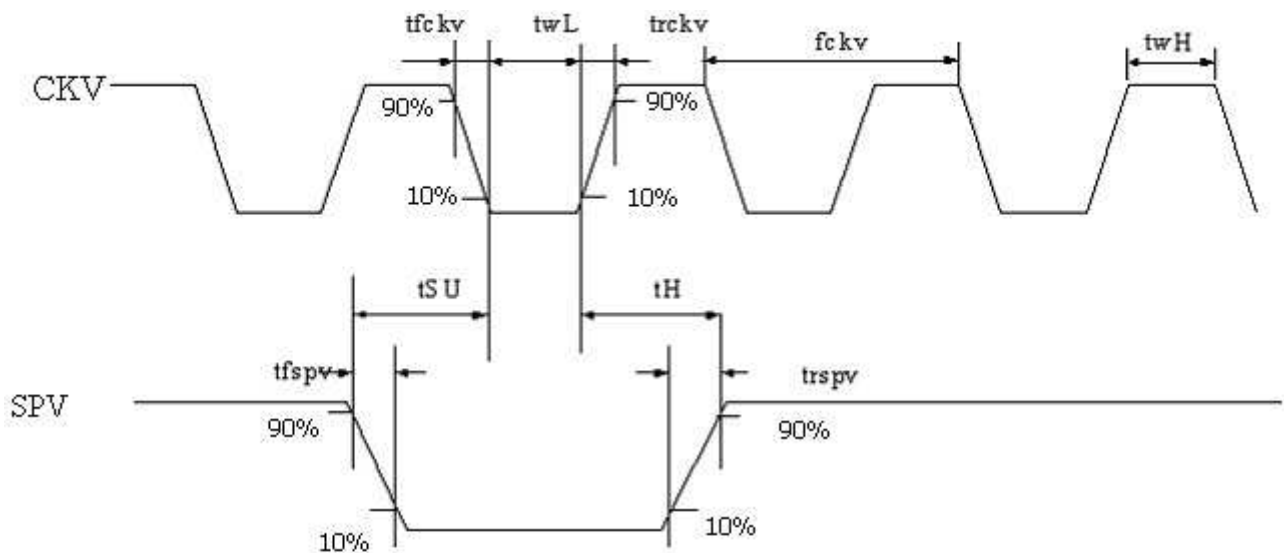 tfckv twL trckv fckv twH
CKV 90% 90%
10% 10%
tSU tH
tfspv trspv
SPV 90% 90%
10% 10%